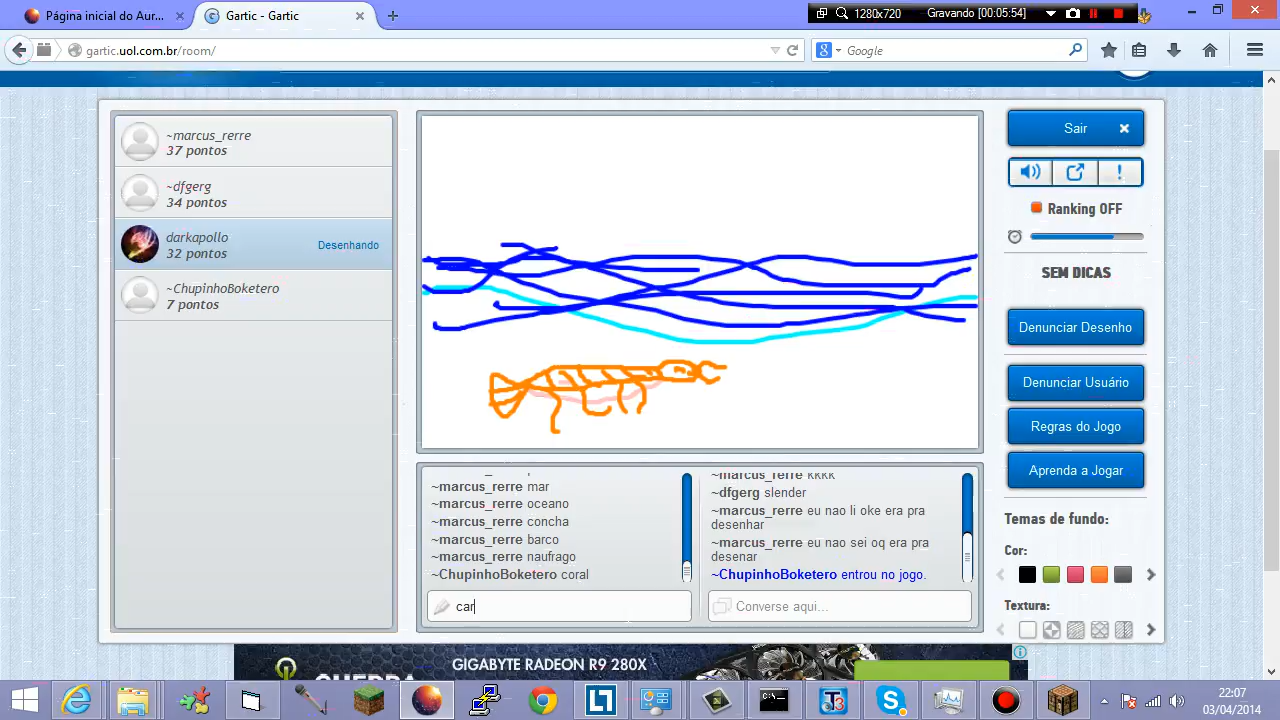 Página inicial do Aur...
Gartic - Gartic
1280x720
Gravando [00:05:54]
gartic.uol.com.br/room/
Google
~marcus_rerre
37 pontos
~dfgerg
34 pontos
darkapollo
32 pontos
Desenhando
~ChupinhoBoketero
7 pontos
~marcus_rerre mar
~marcus_rerre oceano
~marcus_rerre concha
~marcus_rerre barco
~marcus_rerre naufrago
~ChupinhoBoketero coral
car
~marcus_rerre kkkk
~dfgerg slender
~marcus_rerre eu nao li oke era pra
desenhar
~marcus_rerre eu nao sei oq era pra
desenar
~ChupinhoBoketero entrou no jogo.
Converse aqui...
Sair
Ranking OFF
SEM DICAS
Denunciar Desenho
Denunciar Usuário
Regras do Jogo
Aprenda a Jogar
Temas de fundo:
Cor:
Textura:
GIGABYTE RADEON R9 280X
22:07
03/04/2014